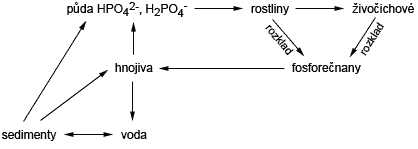 půda HPO₄²⁻, H₂PO₄⁻ rostliny živočichové
rozklad rozklad
hnojiva fosforečnany
sedimenty voda